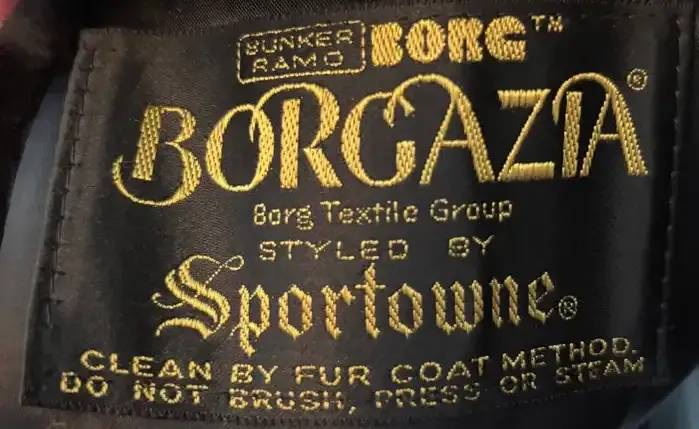 BUNKER RAMO BORG™
BORGAZIA®
Borg Textile Group
STYLED BY
Sportowne®
CLEAN BY FUR COAT METHOD.
DO NOT BRUSH, PRESS OR STEAM